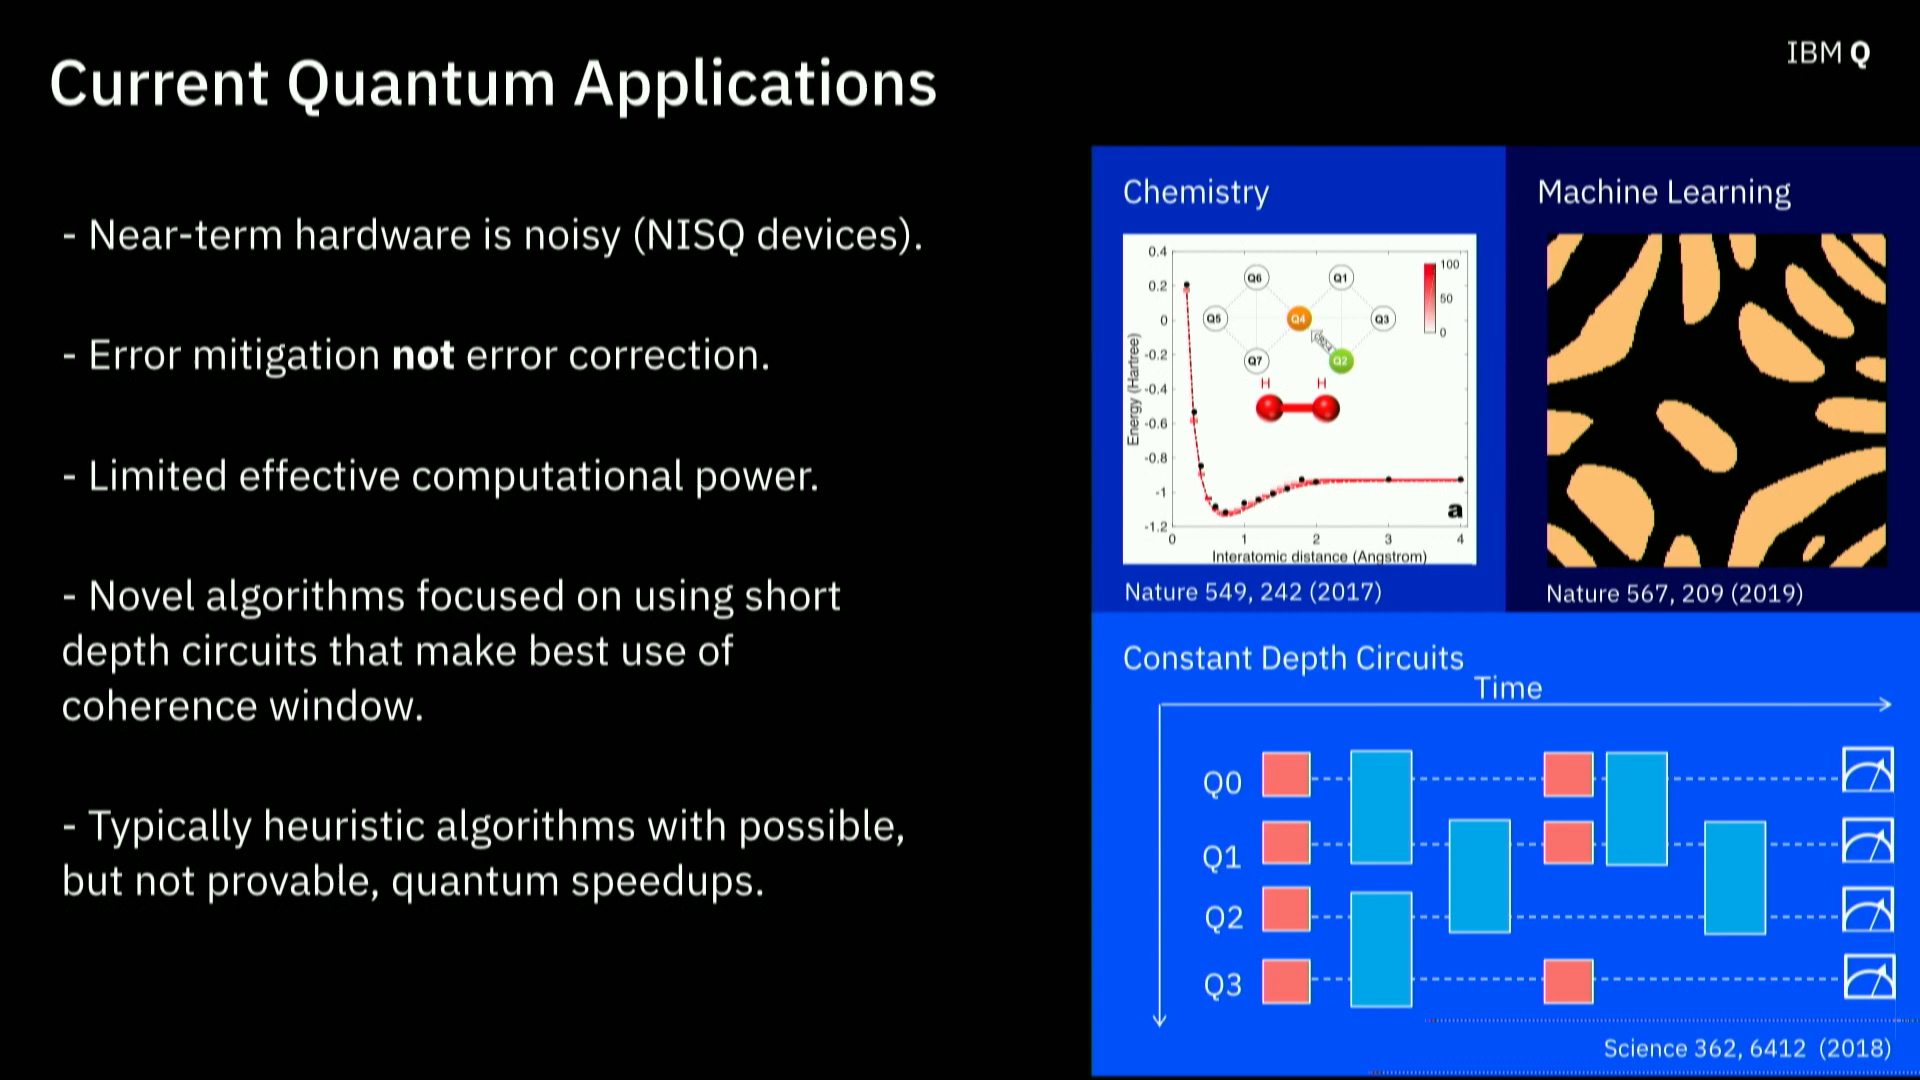 Current Quantum Applications
IBM Q
- Near-term hardware is noisy (NISQ devices).
- Error mitigation not error correction.
- Limited effective computational power.
- Novel algorithms focused on using short
depth circuits that make best use of
coherence window.
- Typically heuristic algorithms with possible,
but not provable, quantum speedups.
Chemistry
0.4
0.2
0
-0.2
-0.4
-0.6
-0.8
-1
-1.2
Energy (Hartree)
Q6
Q1
Q5
Q4
Q3
Q7
Q2
H
H
100
50
0
a
0
1
2
3
4
Interatomic distance (Angstrom)
Nature 549, 242 (2017)
Machine Learning
Nature 567, 209 (2019)
Constant Depth Circuits
Time
Q0
Q1
Q2
Q3
Science 362, 6412 (2018)